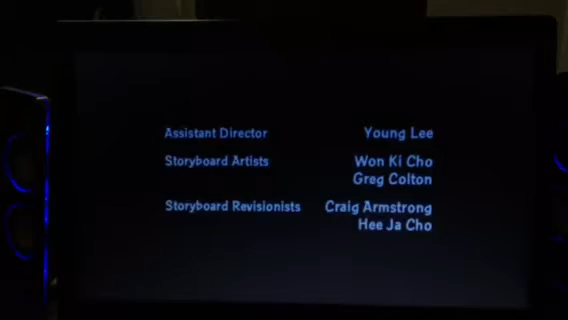 Assistant Director Young Lee
Storyboard Artists Won Ki Cho
Greg Colton
Storyboard Revisionists Craig Armstrong
Hee Ja Cho